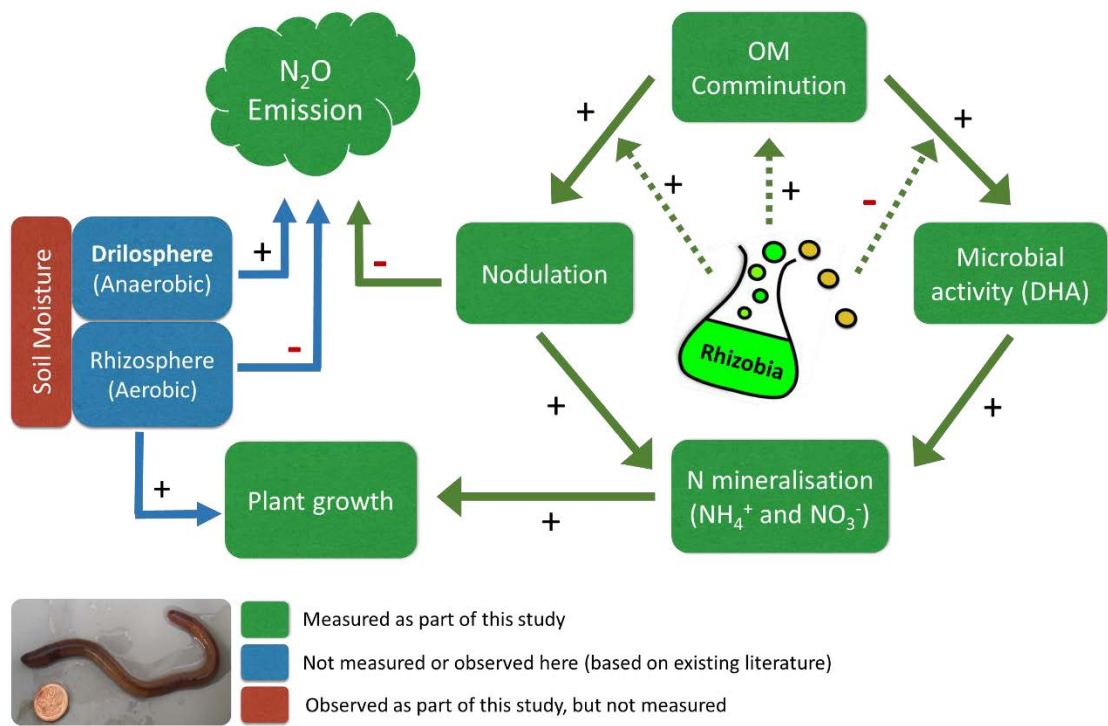 N₂O
Emission
OM
Comminution
+
+
+
+
-
Soil Moisture
Drilosphere
(Anaerobic)
+
-
Nodulation
Microbial
activity (DHA)
Rhizosphere
(Aerobic)
-
Rhizobia
+
+
+
Plant growth
+
N mineralisation
(NH₄⁺ and NO₃⁻)
Measured as part of this study
Not measured or observed here (based on existing literature)
Observed as part of this study, but not measured